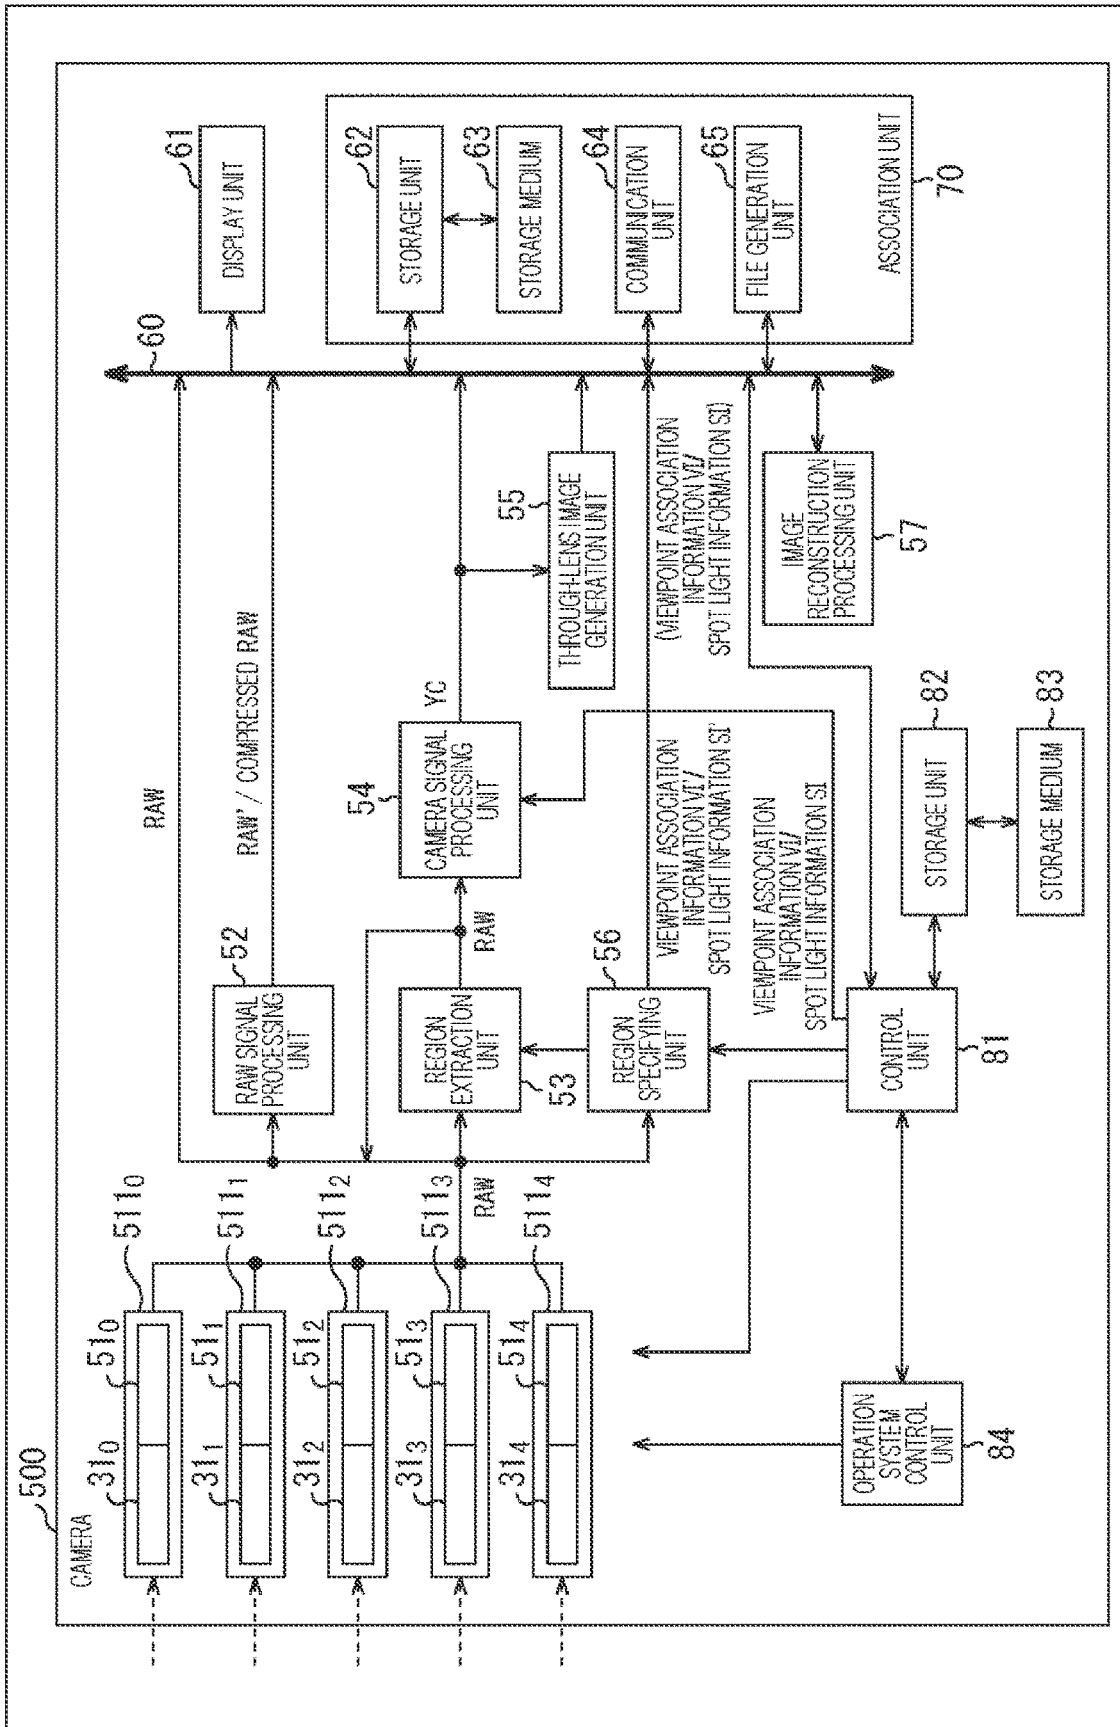 500
CAMERA
31₀
51₀
511₀
31₁
51₁
511₁
31₂
51₂
511₂
31₃
51₃
511₃
31₄
51₄
511₄
RAW
RAW
RAW' / COMPRESSED RAW
52
RAW SIGNAL
PROCESSING
UNIT
REGION
EXTRACTION
UNIT
53
RAW
54
CAMERA SIGNAL
PROCESSING
UNIT
YC
55
THROUGH-LENS IMAGE
GENERATION UNIT
56
REGION
SPECIFYING
UNIT
VIEWPOINT ASSOCIATION
INFORMATION VI/
SPOT LIGHT INFORMATION SI'
(VIEWPOINT ASSOCIATION
INFORMATION VI/
SPOT LIGHT INFORMATION SI)
VIEWPOINT ASSOCIATION
INFORMATION VI/
SPOT LIGHT INFORMATION SI
IMAGE
RECONSTRUCTION
PROCESSING UNIT
57
60
61
DISPLAY UNIT
62
STORAGE UNIT
63
STORAGE MEDIUM
64
COMMUNICATION
UNIT
65
FILE GENERATION
UNIT
ASSOCIATION UNIT
70
CONTROL
UNIT
81
82
STORAGE UNIT
83
STORAGE MEDIUM
OPERATION
SYSTEM
CONTROL
UNIT
84